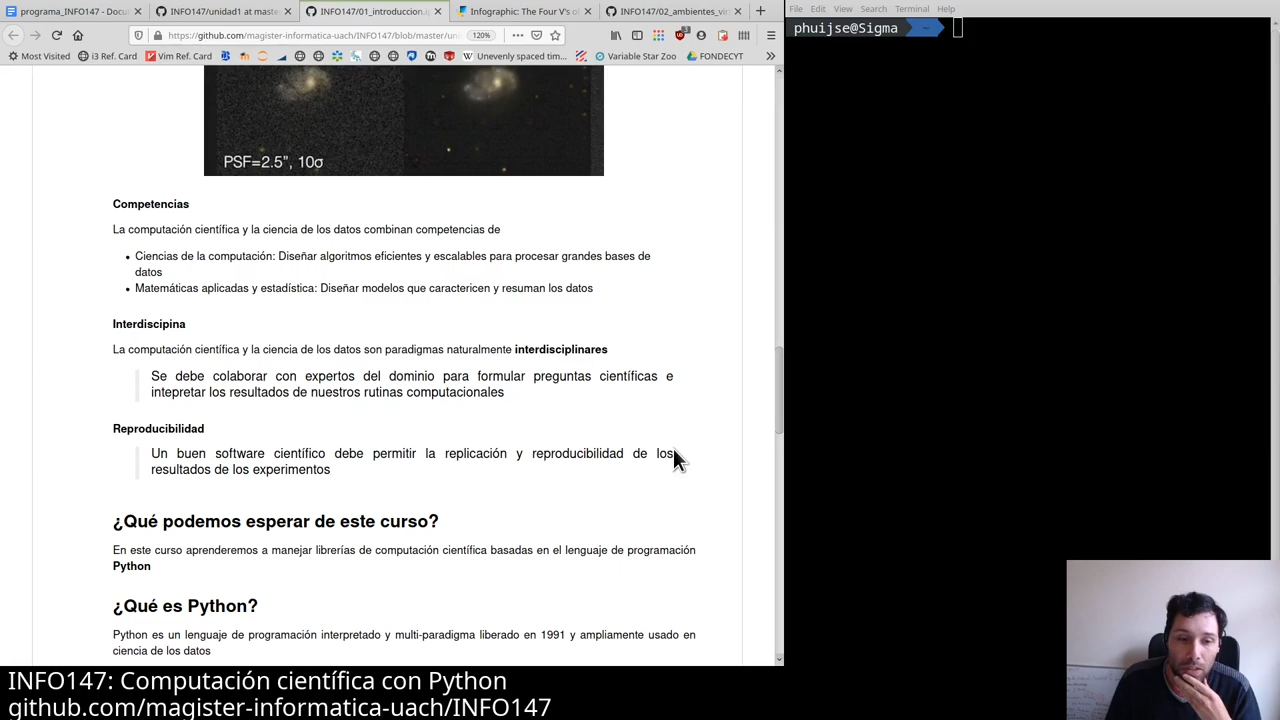 programa_INFO147 - Docum
INFO147/unidad1 at maste
INFO147/01_introduccion.i
Infographic: The Four V's o
INFO147/02_ambientes_vir
https://github.com/magister-informatica-uach/INFO147/blob/master/uni
120%
Most Visited
i3 Ref. Card
Vim Ref. Card
Unevenly spaced tim...
Variable Star Zoo
FONDECYT
File Edit View Search Terminal Help
phuijse@Sigma ~
PSF=2.5", 10σ
Competencias
La computación científica y la ciencia de los datos combinan competencias de
• Ciencias de la computación: Diseñar algoritmos eficientes y escalables para procesar grandes bases de
datos
• Matemáticas aplicadas y estadística: Diseñar modelos que caractericen y resuman los datos
Interdiscipina
La computación científica y la ciencia de los datos son paradigmas naturalmente interdisciplinares
Se debe colaborar con expertos del dominio para formular preguntas científicas e
intepretar los resultados de nuestros rutinas computacionales
Reproducibilidad
Un buen software científico debe permitir la replicación y reproducibilidad de los
resultados de los experimentos
¿Qué podemos esperar de este curso?
En este curso aprenderemos a manejar librerías de computación científica basadas en el lenguaje de programación
Python
¿Qué es Python?
Python es un lenguaje de programación interpretado y multi-paradigma liberado en 1991 y ampliamente usado en
ciencia de los datos
INFO147: Computación científica con Python
github.com/magister-informatica-uach/INFO147